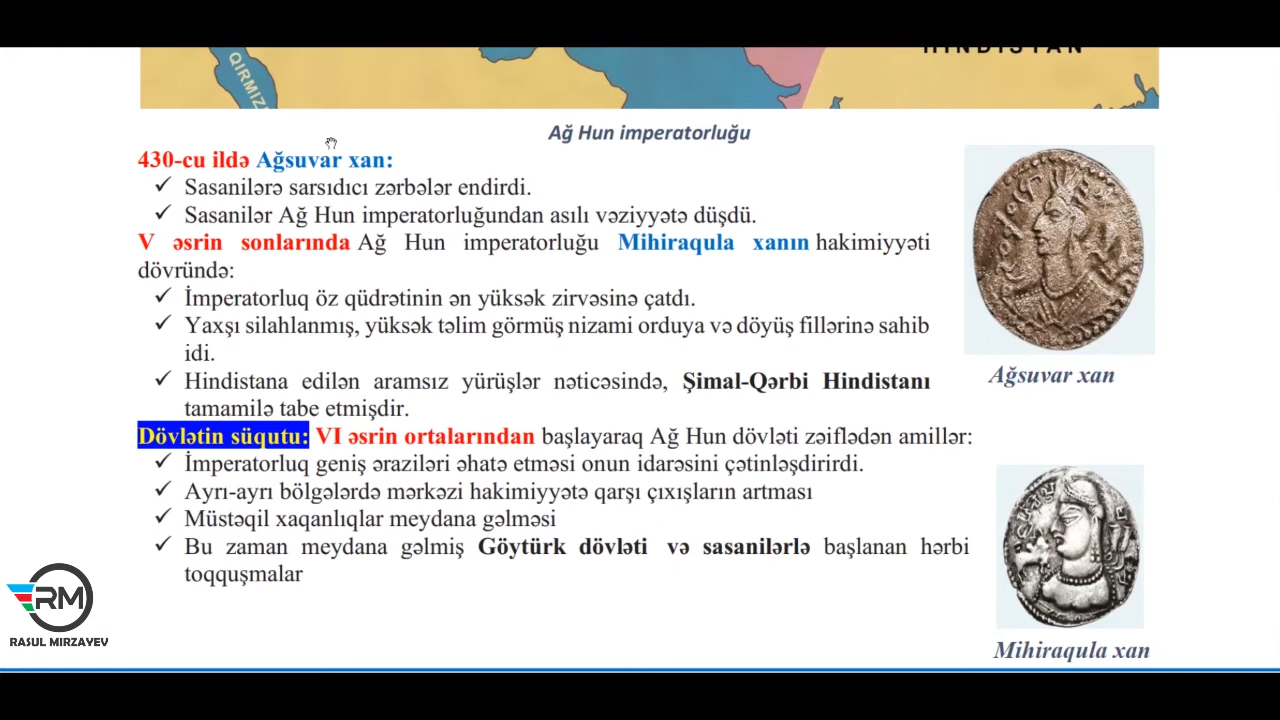 HİNDİSTAN
QIRMIZ
Ağ Hun imperatorluğu
430-cu ildə Ağsuvar xan:
✓ Sasanilərə sarsıdıcı zərbələr endirdi.
✓ Sasanilər Ağ Hun imperatorluğundan asılı vəziyyətə düşdü.
V əsrin sonlarında Ağ Hun imperatorluğu Mihiraqula xanın hakimiyyəti
dövründə:
✓ İmperatorluq öz qüdrətinin ən yüksək zirvəsinə çatdı.
✓ Yaxşı silahlanmış, yüksək təlim görmüş nizami orduya və döyüş fillərinə sahib
idi.
✓ Hindistana edilən aramsız yürüşlər nəticəsində, Şimal-Qərbi Hindistanı
tamamilə tabe etmişdir.
Ağsuvar xan
Dövlətin süqutu: VI əsrin ortalarından başlayaraq Ağ Hun dövləti zəiflədən amillər:
✓ İmperatorluq geniş əraziləri əhatə etməsi onun idarəsini çətinləşdirirdi.
✓ Ayrı-ayrı bölgələrdə mərkəzi hakimiyyətə qarşı çıxışların artması
✓ Müstəqil xaqanlıqlar meydana gəlməsi
✓ Bu zaman meydana gəlmiş Göytürk dövləti və sasanilərlə başlanan hərbi
toqquşmalar
Mihiraqula xan
RM
RASUL MIRZAYEV